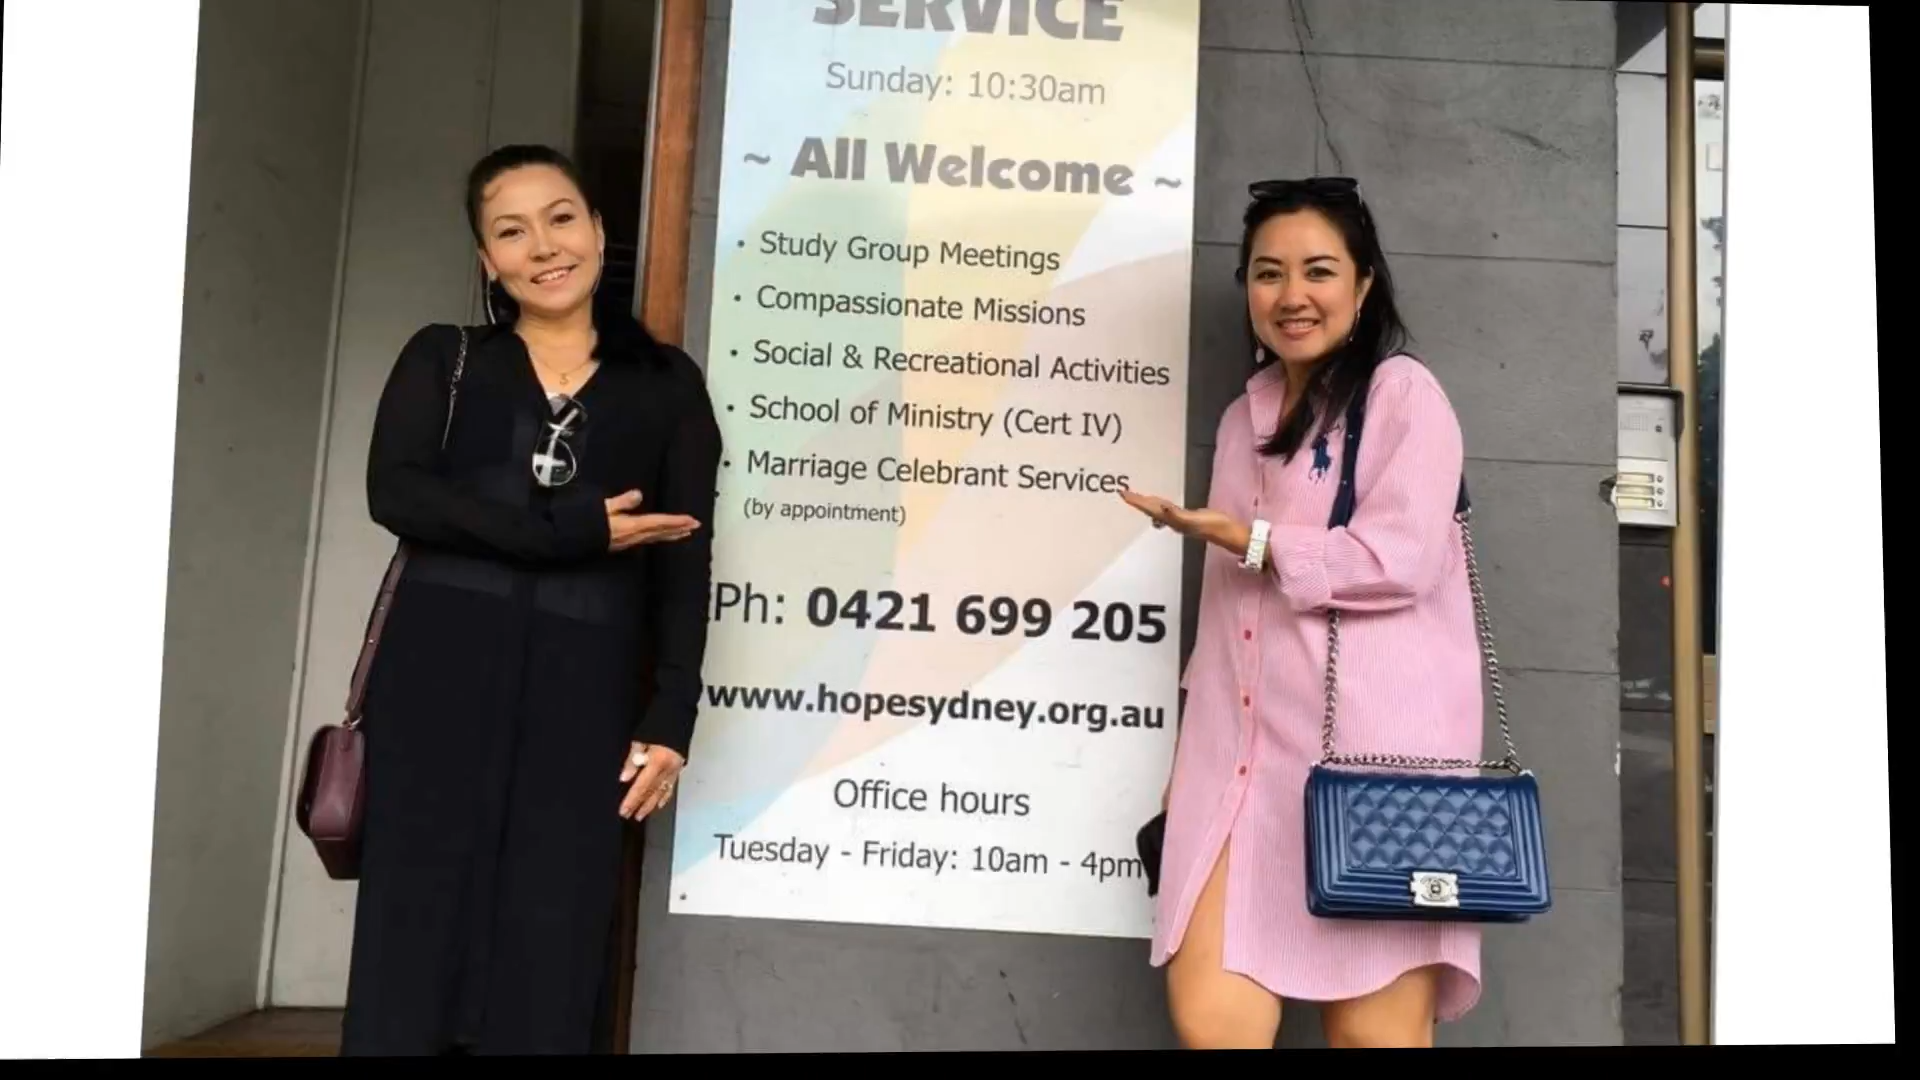 SERVICE
Sunday: 10:30am
~ All Welcome ~
• Study Group Meetings
• Compassionate Missions
• Social & Recreational Activities
• School of Ministry (Cert IV)
• Marriage Celebrant Services
(by appointment)
Ph: 0421 699 205
www.hopesydney.org.au
Office hours
Tuesday - Friday: 10am - 4pm